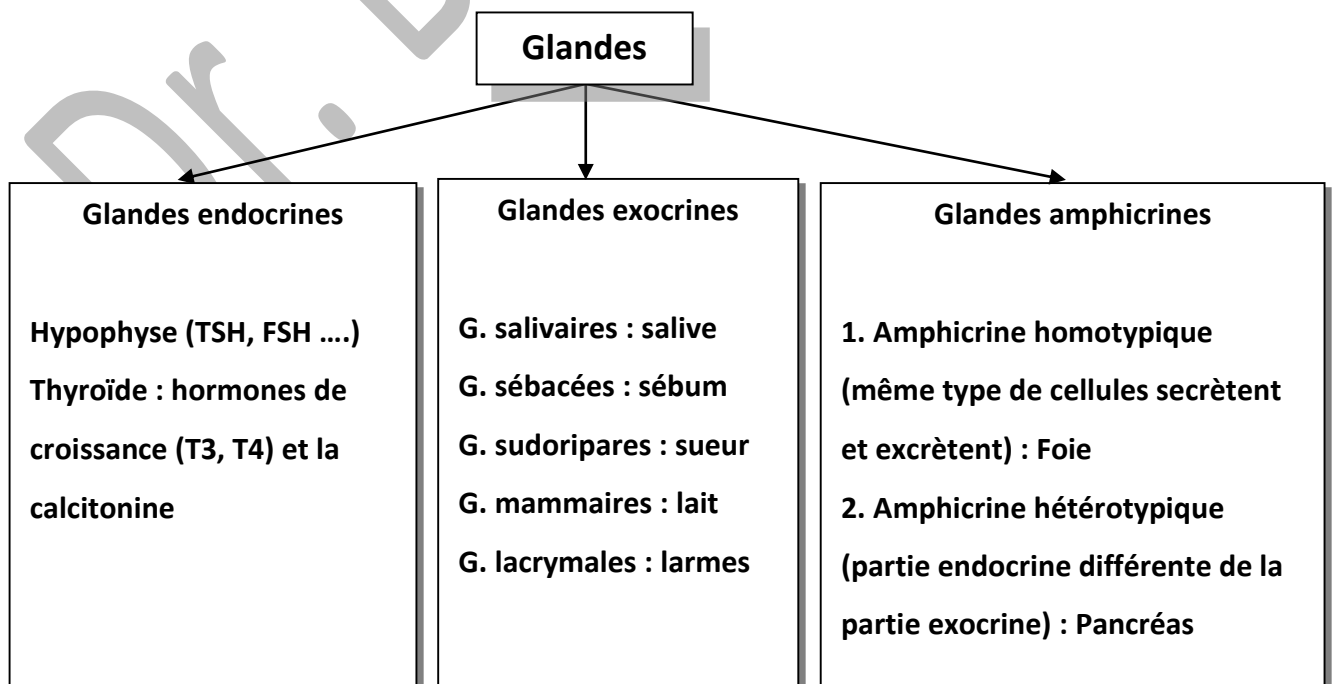 Glandes
Glandes endocrines
Hypophyse (TSH, FSH ....)
Thyroïde : hormones de
croissance (T3, T4) et la
calcitonine
Glandes exocrines
G. salivaires : salive
G. sébacées : sébum
G. sudoripares : sueur
G. mammaires : lait
G. lacrymales : larmes
Glandes amphicrines
1. Amphicrine homotypique
(même type de cellules secrètent
et excrètent) : Foie
2. Amphicrine hétérotypique
(partie endocrine différente de la
partie exocrine) : Pancréas
Dr.